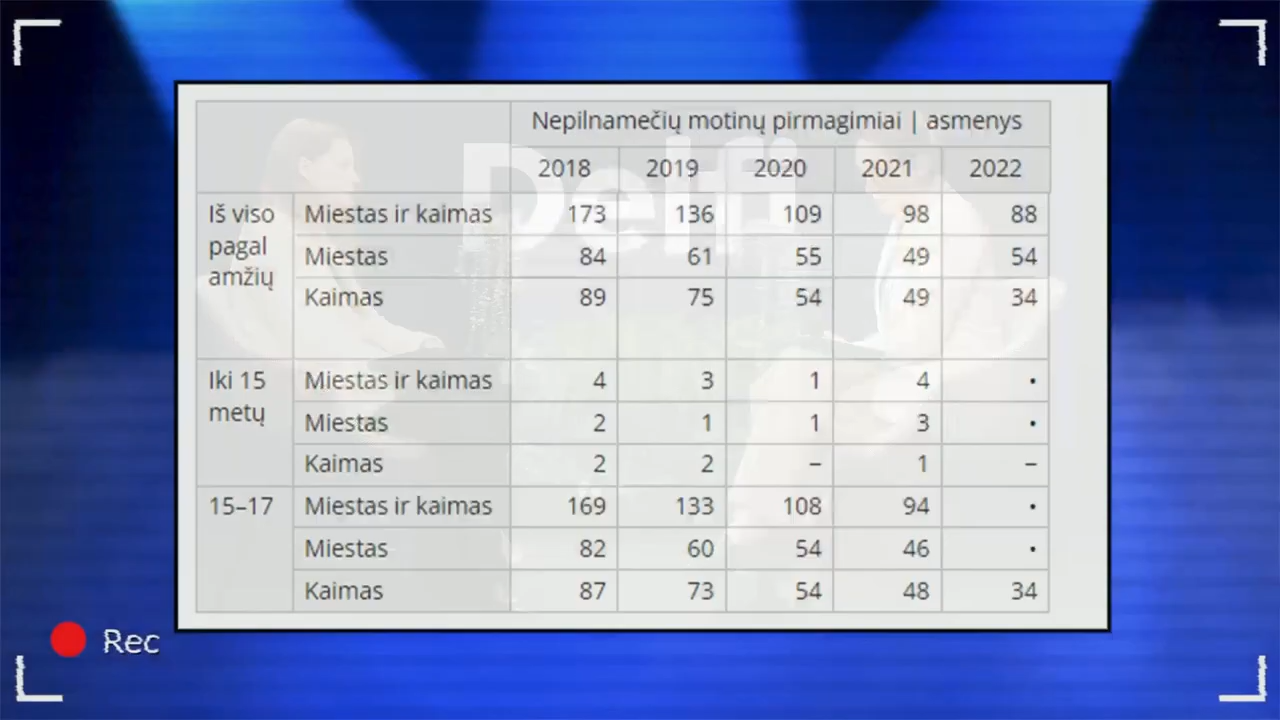 Nepilnamečių motinų pirmagimiai | asmenys
2018 2019 2020 2021 2022
Iš viso pagal amžių
Miestas ir kaimas 173 136 109 98 88
Miestas 84 61 55 49 54
Kaimas 89 75 54 49 34
Iki 15 metų
Miestas ir kaimas 4 3 1 4 •
Miestas 2 1 1 3 •
Kaimas 2 2 – 1 –
15–17
Miestas ir kaimas 169 133 108 94 •
Miestas 82 60 54 46 •
Kaimas 87 73 54 48 34
Delfi
Rec